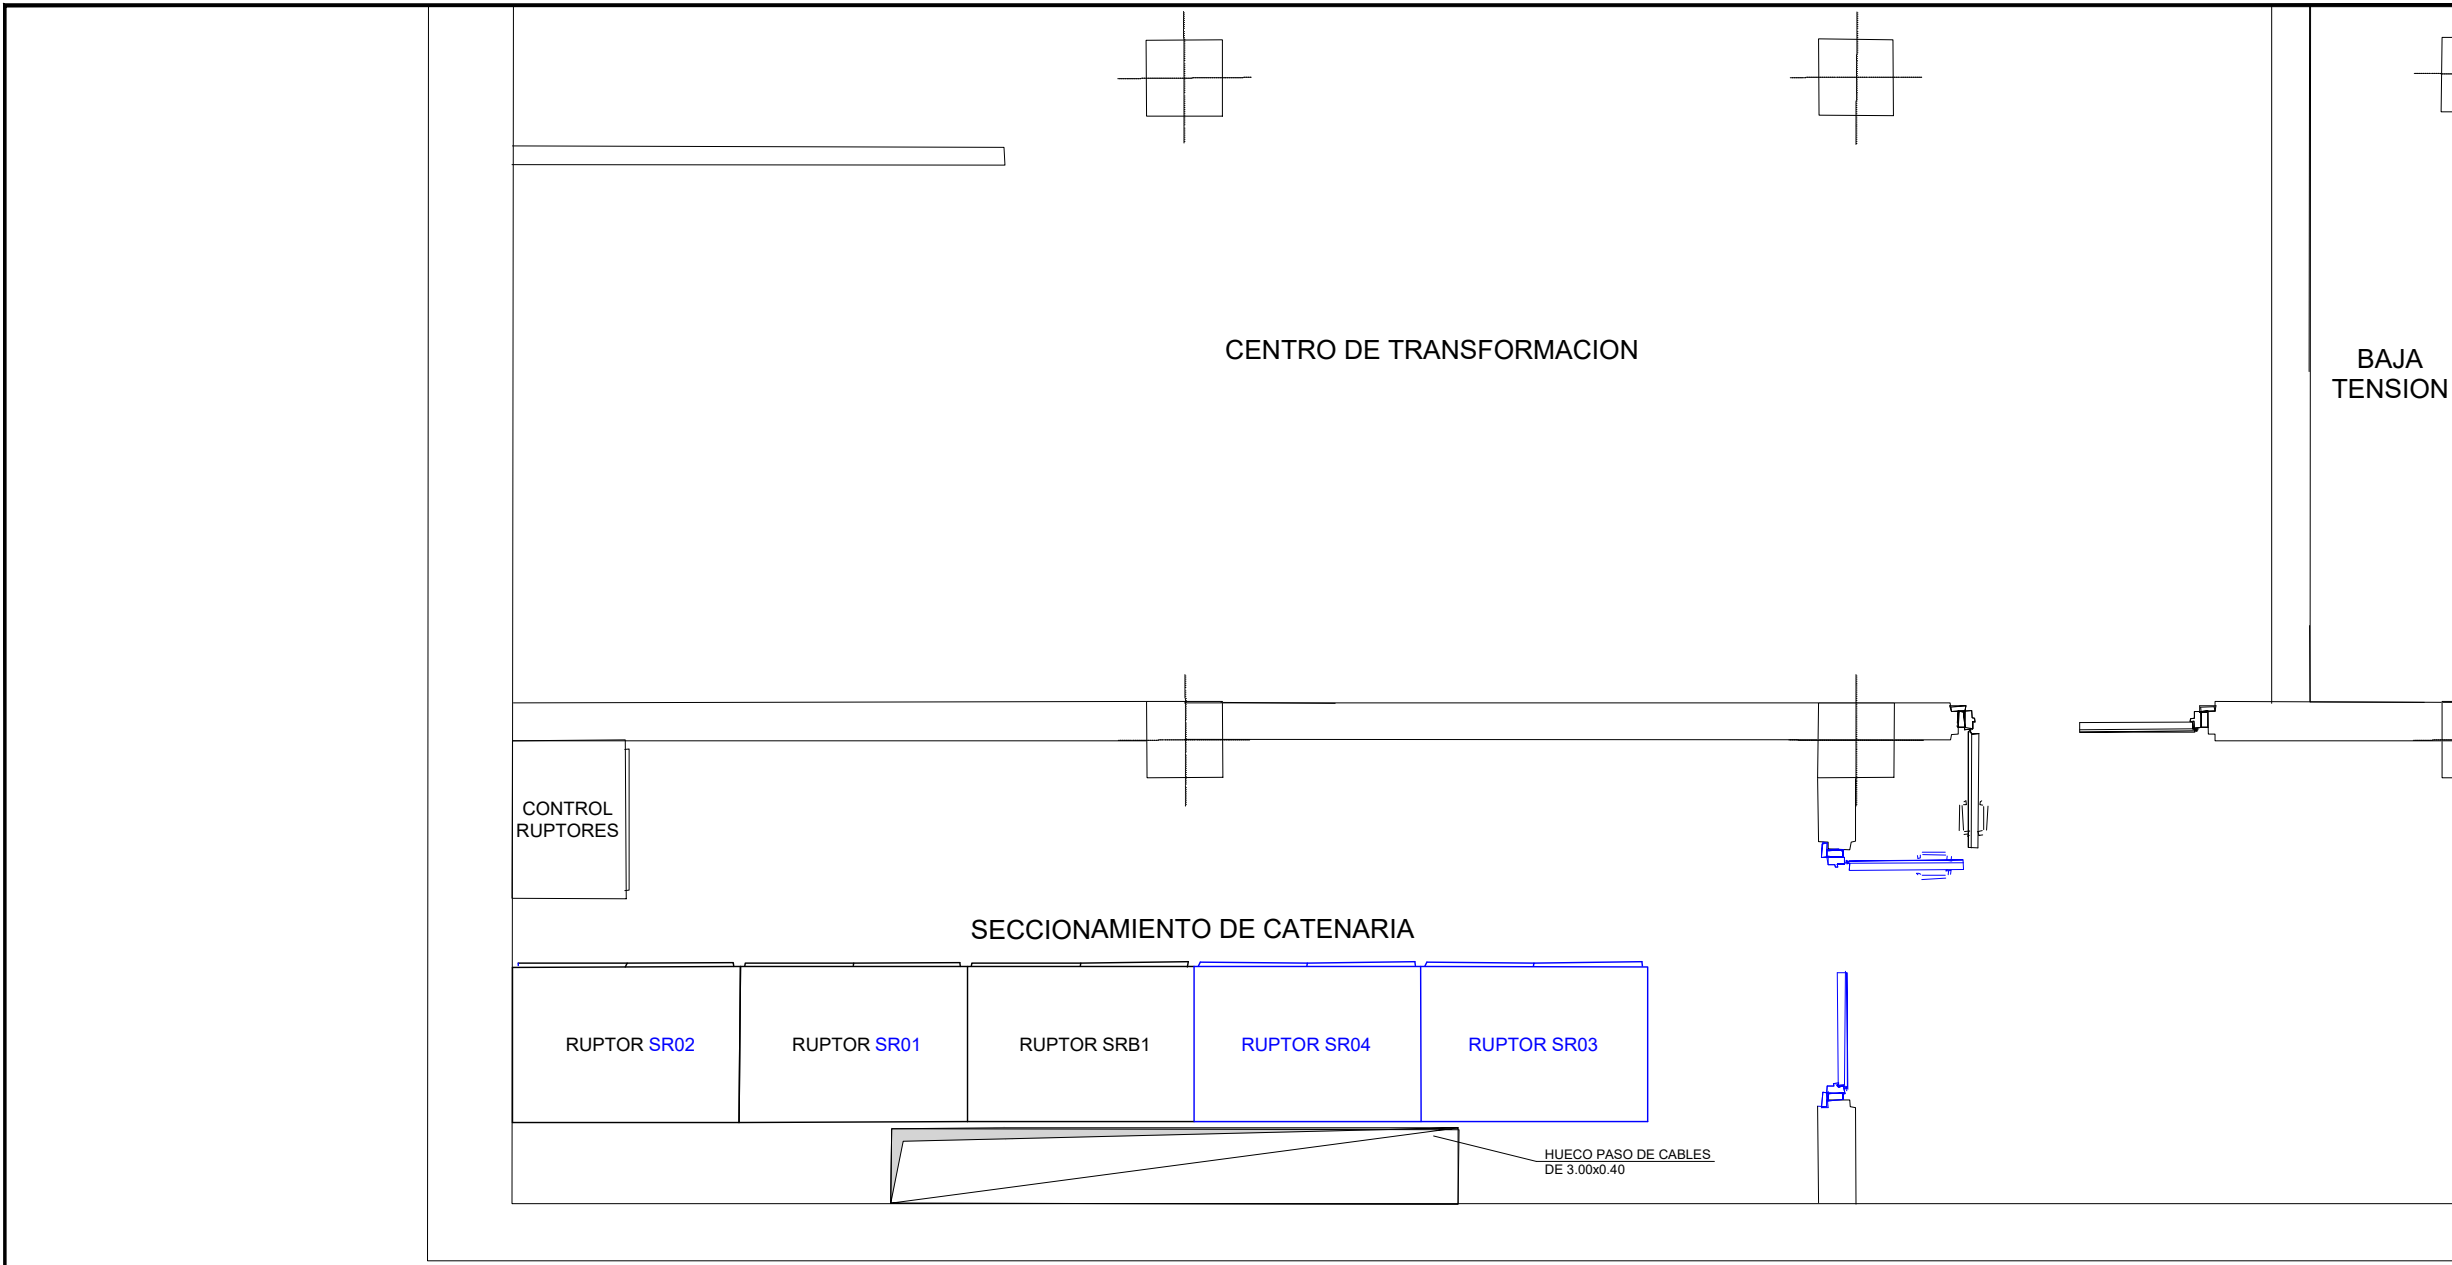 CENTRO DE TRANSFORMACION
BAJA
TENSION
CONTROL
RUPTORES
SECCIONAMIENTO DE CATENARIA
RUPTOR SR02
RUPTOR SR01
RUPTOR SRB1
RUPTOR SR04
RUPTOR SR03
HUECO PASO DE CABLES
DE 3.00x0.40